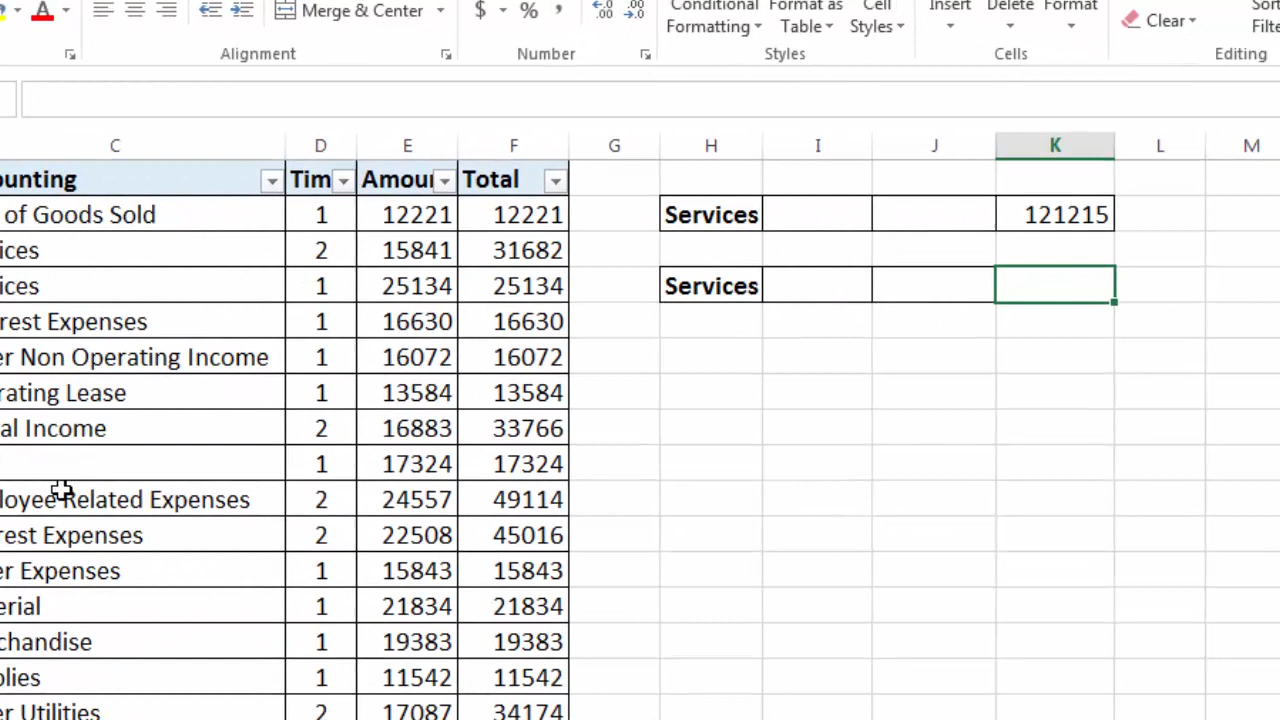 Merge & Center $ % , Conditional Format as Cell Insert Delete Format Clear Sort
Formatting Table Styles Filte
Alignment Number Styles Cells Editing
C D E F G H I J K L M
ounting Tim Amour Total
of Goods Sold 1 12221 12221 Services 121215
ices 2 15841 31682
ices 1 25134 25134 Services
rest Expenses 1 16630 16630
er Non Operating Income 1 16072 16072
rating Lease 1 13584 13584
al Income 2 16883 33766
1 17324 17324
loyee Related Expenses 2 24557 49114
rest Expenses 2 22508 45016
er Expenses 1 15843 15843
erial 1 21834 21834
chandise 1 19383 19383
plies 1 11542 11542
er Utilities 2 17087 34174